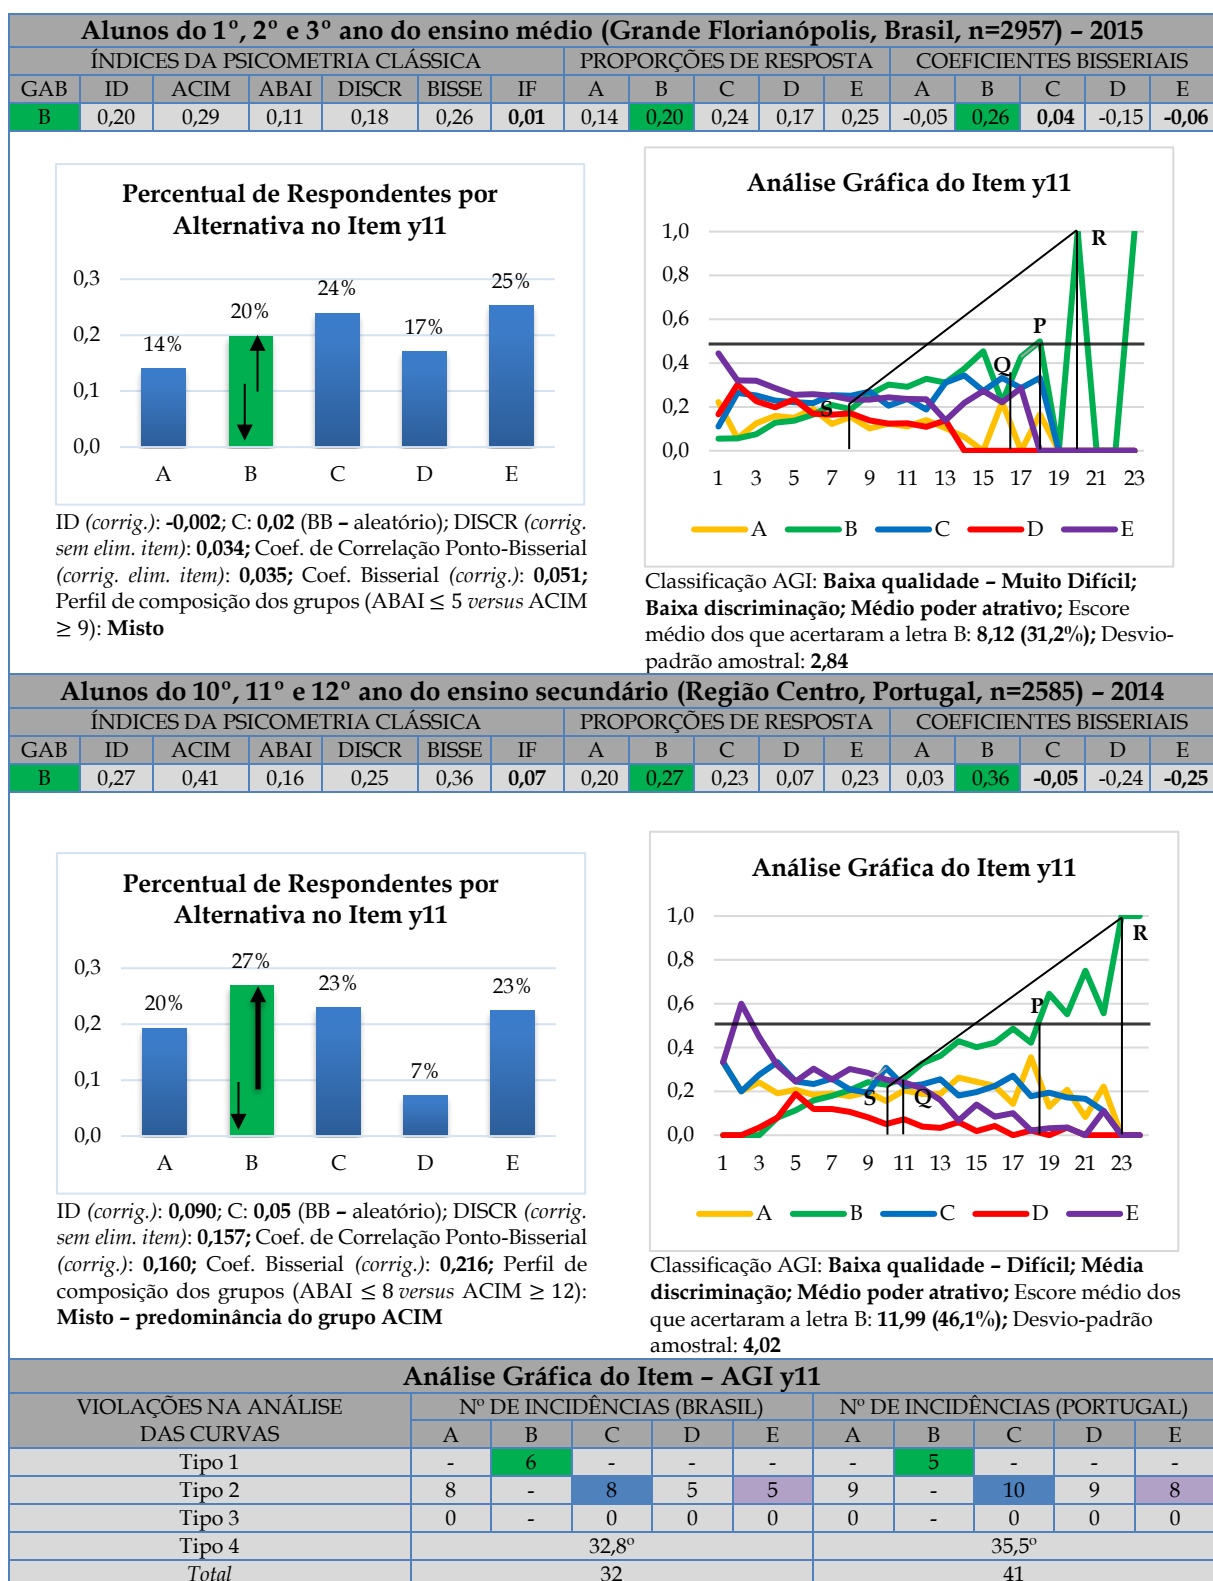 Alunos do 1º, 2º e 3º ano do ensino médio (Grande Florianópolis, Brasil, n=2957) – 2015
ÍNDICES DA PSICOMETRIA CLÁSSICA PROPORÇÕES DE RESPOSTA COEFICIENTES BISSERIAIS
GAB ID ACIM ABAI DISCR BISSE IF A B C D E A B C D E
B 0,20 0,29 0,11 0,18 0,26 0,01 0,14 0,20 0,24 0,17 0,25 -0,05 0,26 0,04 -0,15 -0,06
Percentual de Respondentes por
Alternativa no Item y11
0,3
0,2
0,1
0,0
14%
20%
24%
17%
25%
A B C D E
ID (corrig.): -0,002; C: 0,02 (BB – aleatório); DISCR (corrig.
sem elim. item): 0,034; Coef. de Correlação Ponto-Bisserial
(corrig. elim. item): 0,035; Coef. Bisserial (corrig.): 0,051;
Perfil de composição dos grupos (ABAI ≤ 5 versus ACIM
≥ 9): Misto
Análise Gráfica do Item y11
1,0
0,8
0,6
0,4
0,2
0,0
S
Q
P
R
1 3 5 7 9 11 13 15 17 19 21 23
A B C D E
Classificação AGI: Baixa qualidade – Muito Difícil;
Baixa discriminação; Médio poder atrativo; Escore
médio dos que acertaram a letra B: 8,12 (31,2%); Desvio-
padrão amostral: 2,84
Alunos do 10º, 11º e 12º ano do ensino secundário (Região Centro, Portugal, n=2585) – 2014
ÍNDICES DA PSICOMETRIA CLÁSSICA PROPORÇÕES DE RESPOSTA COEFICIENTES BISSERIAIS
GAB ID ACIM ABAI DISCR BISSE IF A B C D E A B C D E
B 0,27 0,41 0,16 0,25 0,36 0,07 0,20 0,27 0,23 0,07 0,23 0,03 0,36 -0,05 -0,24 -0,25
Percentual de Respondentes por
Alternativa no Item y11
0,3
0,2
0,1
0,0
20%
27%
23%
7%
23%
A B C D E
ID (corrig.): 0,090; C: 0,05 (BB – aleatório); DISCR (corrig.
sem elim. item): 0,157; Coef. de Correlação Ponto-Bisserial
(corrig.): 0,160; Coef. Bisserial (corrig.): 0,216; Perfil de
composição dos grupos (ABAI ≤ 8 versus ACIM ≥ 12):
Misto – predominância do grupo ACIM
Análise Gráfica do Item y11
1,0
0,8
0,6
0,4
0,2
0,0
S
Q
P
R
1 3 5 7 9 11 13 15 17 19 21 23
A B C D E
Classificação AGI: Baixa qualidade – Difícil; Média
discriminação; Médio poder atrativo; Escore médio dos
que acertaram a letra B: 11,99 (46,1%); Desvio-padrão
amostral: 4,02
Análise Gráfica do Item – AGI y11
VIOLAÇÕES NA ANÁLISE Nº DE INCIDÊNCIAS (BRASIL) Nº DE INCIDÊNCIAS (PORTUGAL)
DAS CURVAS A B C D E A B C D E
Tipo 1 - 6 - - - - 5 - - -
Tipo 2 8 - 8 5 5 9 - 10 9 8
Tipo 3 0 - 0 0 0 0 - 0 0 0
Tipo 4 32,8º 35,5º
Total 32 41